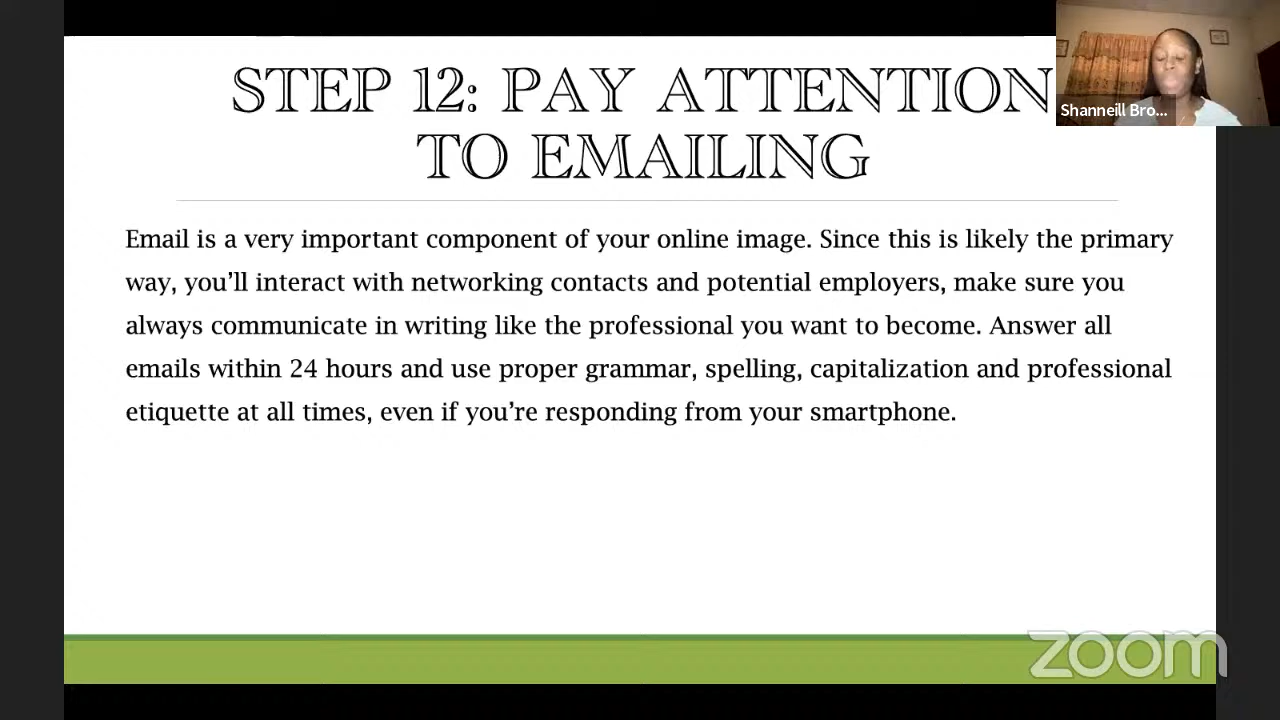 STEP 12: PAY ATTENTION
TO EMAILING
Shanneill Bro...
Email is a very important component of your online image. Since this is likely the primary
way, you’ll interact with networking contacts and potential employers, make sure you
always communicate in writing like the professional you want to become. Answer all
emails within 24 hours and use proper grammar, spelling, capitalization and professional
etiquette at all times, even if you’re responding from your smartphone.
zoom